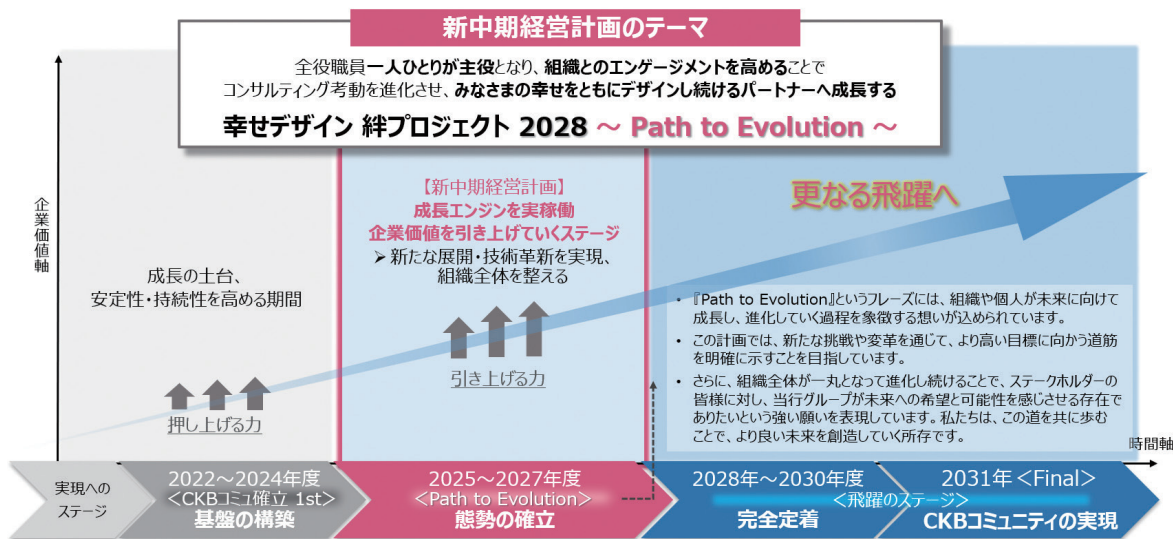 新中期経営計画のテーマ
全役職員一人ひとりが主役となり、組織とのエンゲージメントを高めることで
コンサルティング考動を進化させ、みなさまの幸せをともにデザインし続けるパートナーへ成長する
幸せデザイン 絆プロジェクト 2028 ～ Path to Evolution ～
企業価値軸
成長の土台、
安定性・持続性を高める期間
押し上げる力
【新中期経営計画】
成長エンジンを実稼働
企業価値を引き上げていくステージ
➤新たな展開・技術革新を実現、
組織全体を整える
引き上げる力
更なる飛躍へ
• 『Path to Evolution』というフレーズには、組織や個人が未来に向けて
成長し、進化していく過程を象徴する想いが込められています。
• この計画では、新たな挑戦や変革を通じて、より高い目標に向かう道筋
を明確に示すことを目指しています。
• さらに、組織全体が一丸となって進化し続けることで、ステークホルダーの
皆様に対し、当行グループが未来への希望と可能性を感じさせる存在で
ありたいという強い願いを表現しています。私たちは、この道を共に歩む
ことで、より良い未来を創造していく所存です。
時間軸
実現への
ステージ
2022～2024年度
<CKBコミュ確立 1st>
基盤の構築
2025～2027年度
<Path to Evolution>
態勢の確立
2028年～2030年度
完全定着
<飛躍のステージ>
2031年 <Final>
CKBコミュニティの実現